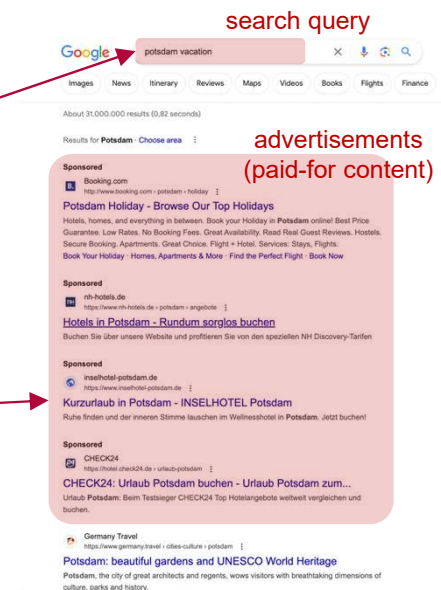 search query
Google
potsdam vacation
Images News Itinerary Reviews Maps Videos Books Flights Finance
About 31.000.000 results (0,82 seconds)
Results for Potsdam · Choose area
advertisements
(paid-for content)
Sponsored
B.
Booking.com
http://www.booking.com › potsdam › holiday
Potsdam Holiday - Browse Our Top Holidays
Hotels, homes, and everything in between. Book your Holiday in Potsdam online! Best Price
Guarantee. Low Rates. No Booking Fees. Great Availability. Read Real Guest Reviews. Hostels.
Secure Booking. Apartments. Great Choice. Flight + Hotel. Services: Stays, Flights.
Book Your Holiday · Homes, Apartments & More · Find the Perfect Flight · Book Now
Sponsored
nh
nh-hotels.de
https://www.nh-hotels.de › potsdam › angebote
Hotels in Potsdam - Rundum sorglos buchen
Buchen Sie über unsere Website und profitieren Sie von den speziellen NH Discovery-Tarifen
Sponsored
inselhotel-potsdam.de
https://www.inselhotel-potsdam.de
Kurzurlaub in Potsdam - INSELHOTEL Potsdam
Ruhe finden und der inneren Stimme lauschen im Wellnesshotel in Potsdam. Jetzt buchen!
Sponsored
CHECK24
https://hotel.check24.de › urlaub-potsdam
CHECK24: Urlaub Potsdam buchen - Urlaub Potsdam zum...
Urlaub Potsdam: Beim Testsieger CHECK24 Top Hotelangebote weltweit vergleichen und
buchen.
Germany Travel
https://www.germany.travel › cities-culture › potsdam
Potsdam: beautiful gardens and UNESCO World Heritage
Potsdam, the city of great architects and regents, wows visitors with breathtaking dimensions of
culture, parks and history.